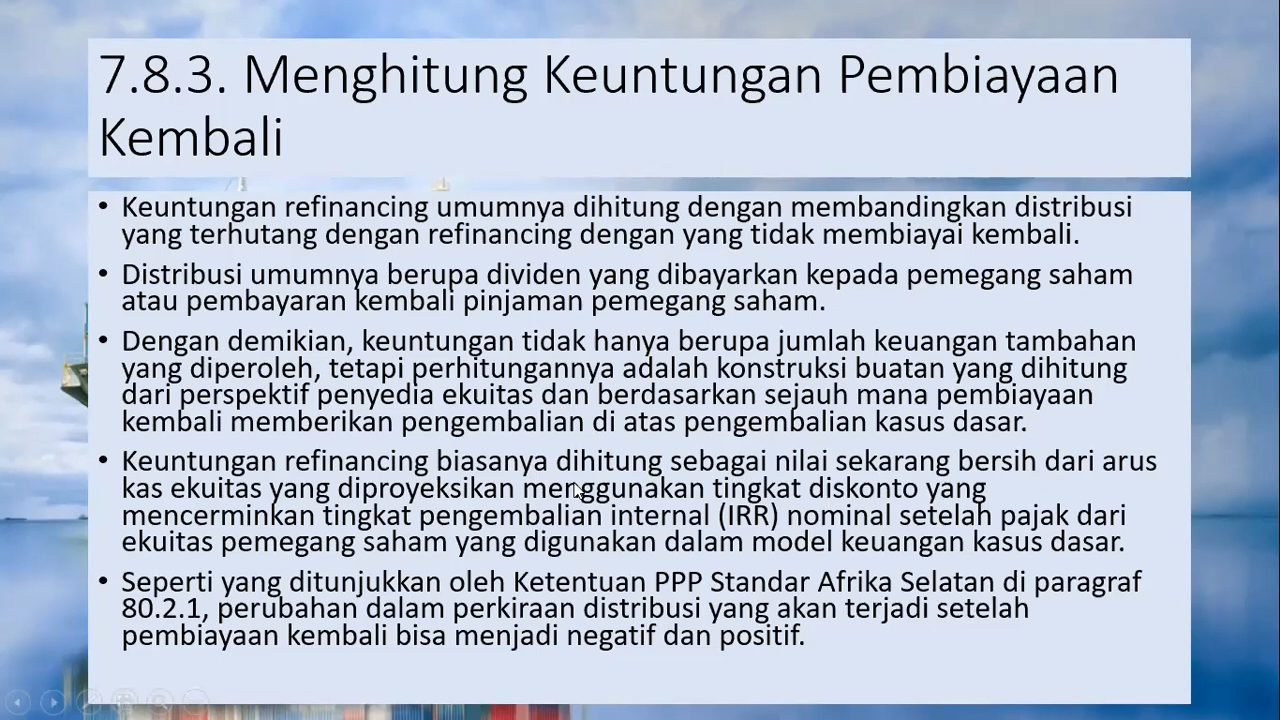 7.8.3. Menghitung Keuntungan Pembiayaan
Kembali
• Keuntungan refinancing umumnya dihitung dengan membandingkan distribusi
yang terhutang dengan refinancing dengan yang tidak membiayai kembali.
• Distribusi umumnya berupa dividen yang dibayarkan kepada pemegang saham
atau pembayaran kembali pinjaman pemegang saham.
• Dengan demikian, keuntungan tidak hanya berupa jumlah keuangan tambahan
yang diperoleh, tetapi perhitungannya adalah konstruksi buatan yang dihitung
dari perspektif penyedia ekuitas dan berdasarkan sejauh mana pembiayaan
kembali memberikan pengembalian di atas pengembalian kasus dasar.
• Keuntungan refinancing biasanya dihitung sebagai nilai sekarang bersih dari arus
kas ekuitas yang diproyeksikan menggunakan tingkat diskonto yang
mencerminkan tingkat pengembalian internal (IRR) nominal setelah pajak dari
ekuitas pemegang saham yang digunakan dalam model keuangan kasus dasar.
• Seperti yang ditunjukkan oleh Ketentuan PPP Standar Afrika Selatan di paragraf
80.2.1, perubahan dalam perkiraan distribusi yang akan terjadi setelah
pembiayaan kembali bisa menjadi negatif dan positif.